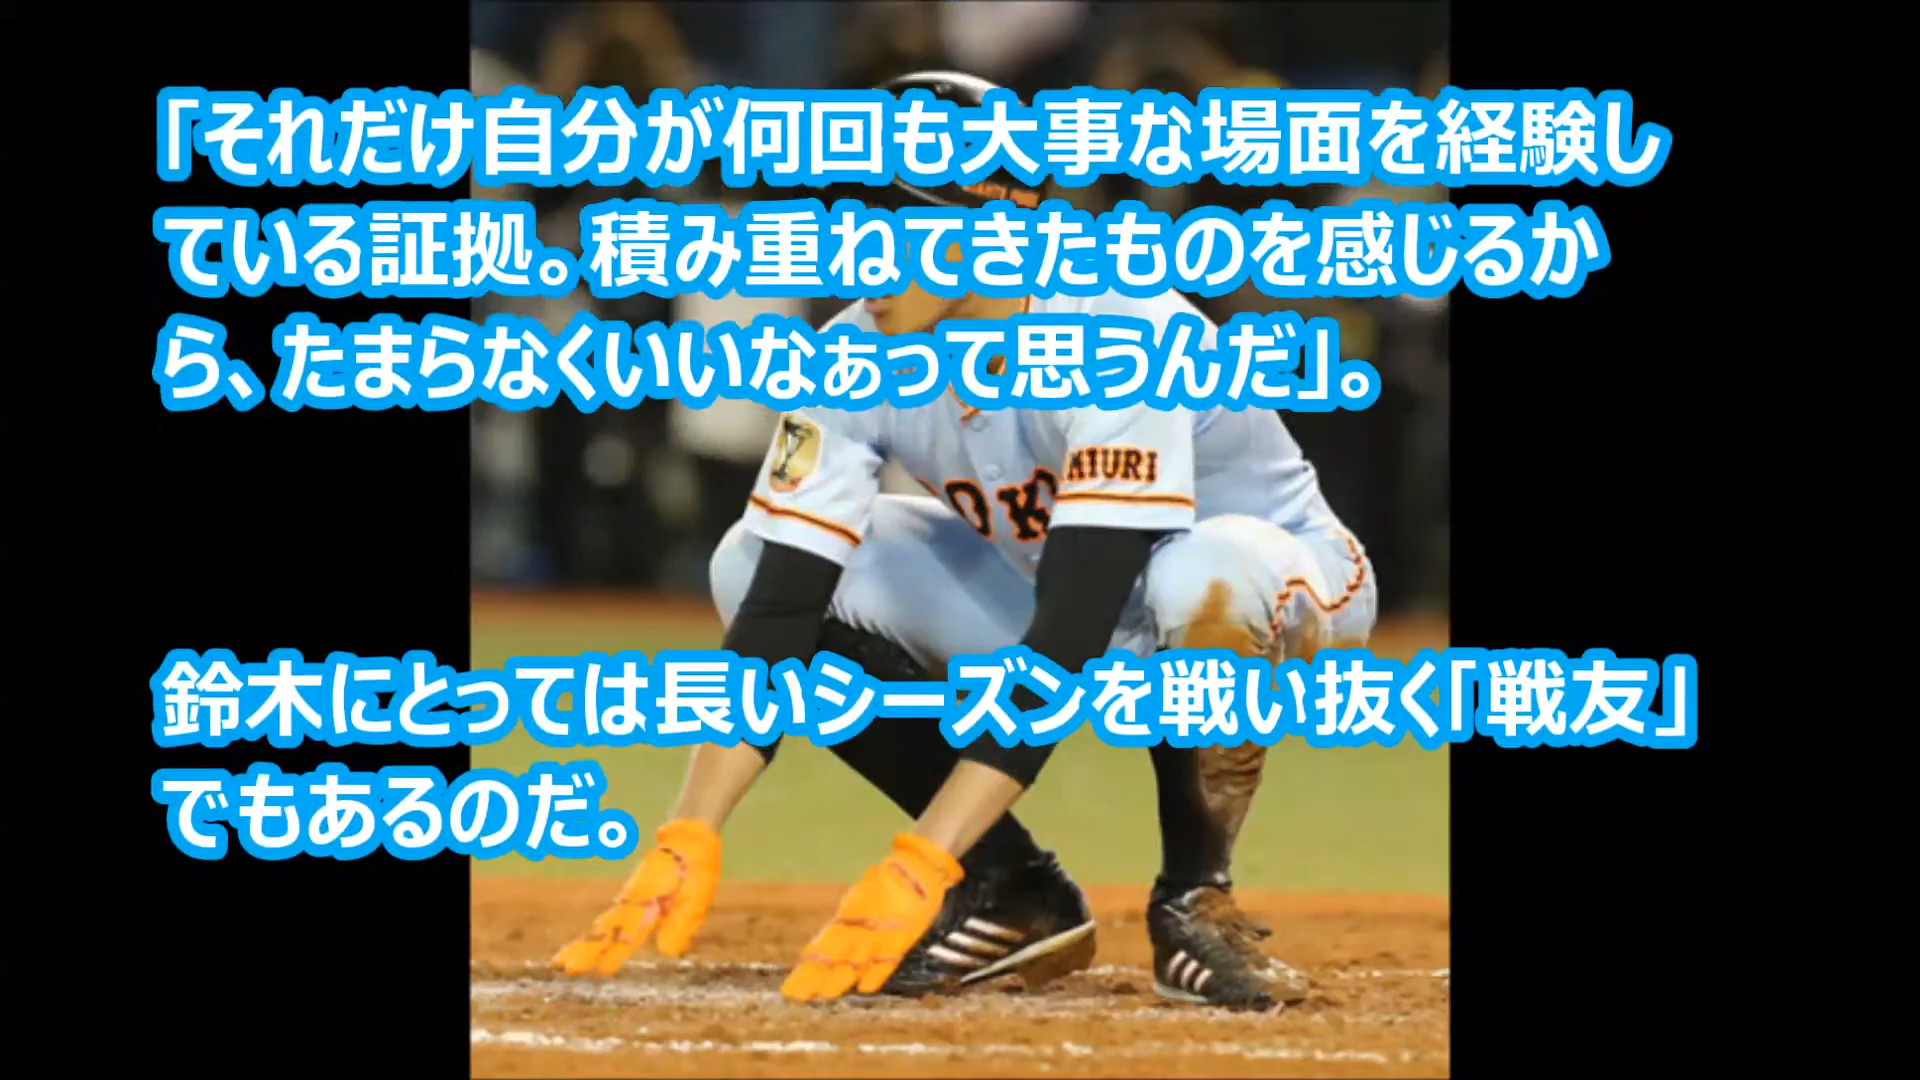 「それだけ自分が何回も大事な場面を経験し
ている証拠。積み重ねてきたものを感じるか
ら、たまらなくいいなぁって思うんだ」。
MIURI
OK
鈴木にとっては長いシーズンを戦い抜く「戦友」
でもあるのだ。